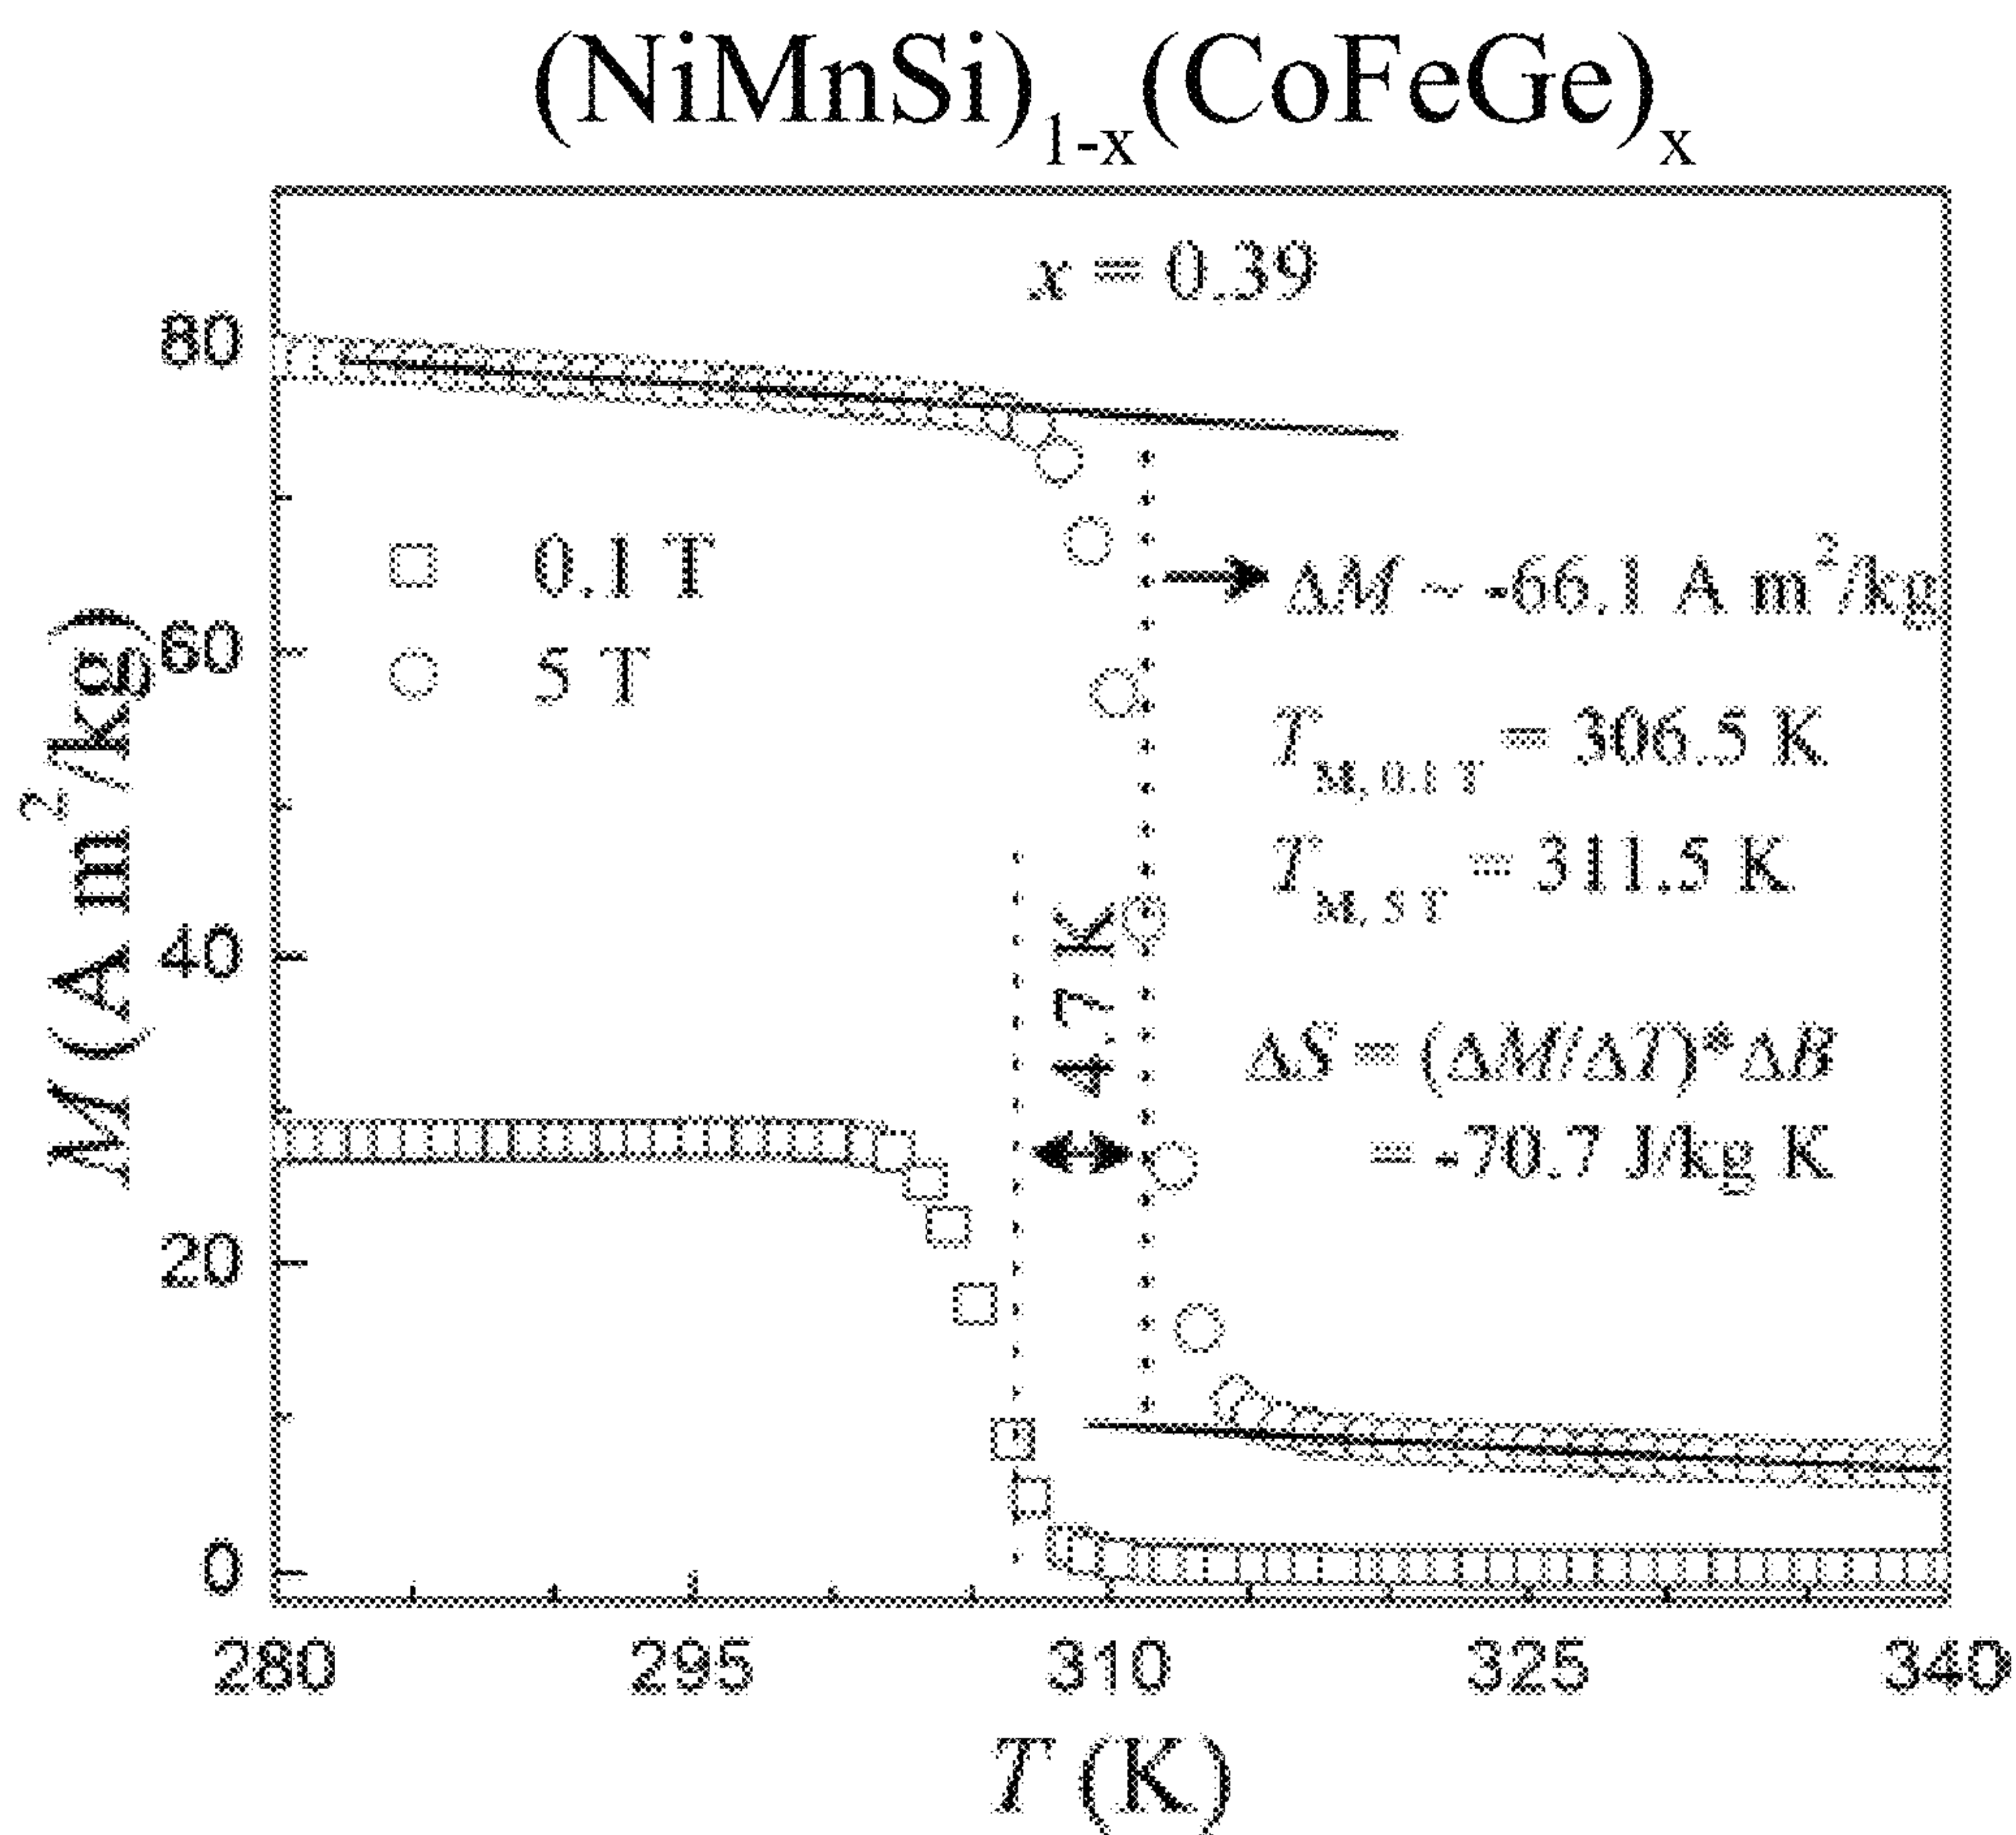 (NiMnSi)1-x(CoFeGe)x
x = 0.39
80
60
40
20
0
M (A m2/kg)
0.1 T
5 T
ΔM ~ -66.1 A m2/kg
TM, 0.1 T = 306.5 K
TM, 5 T = 311.5 K
4.7 K
ΔS = (ΔM/ΔT)*ΔB
= -70.7 J/kg K
280 295 310 325 340
T (K)